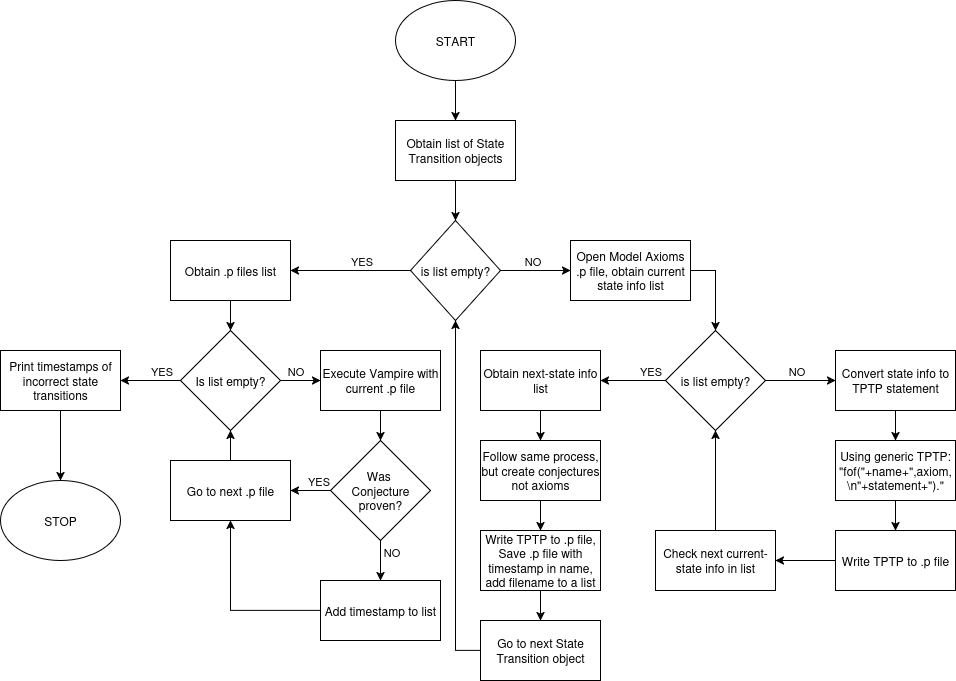 START
Obtain list of State
Transition objects
is list empty?
YES
NO
Obtain .p files list
Open Model Axioms
.p file, obtain current
state info list
Is list empty?
YES
NO
Print timestamps of
incorrect state
transitions
Execute Vampire with
current .p file
Obtain next-state info
list
is list empty?
YES
NO
Convert state info to
TPTP statement
STOP
Go to next .p file
YES
Was
Conjecture
proven?
NO
Add timestamp to list
Follow same process,
but create conjectures
not axioms
Using generic TPTP:
"fof("+name+",axiom,
\n"+statement+")."
Write TPTP to .p file,
Save .p file with
timestamp in name,
add filename to a list
Check next current-
state info in list
Write TPTP to .p file
Go to next State
Transition object